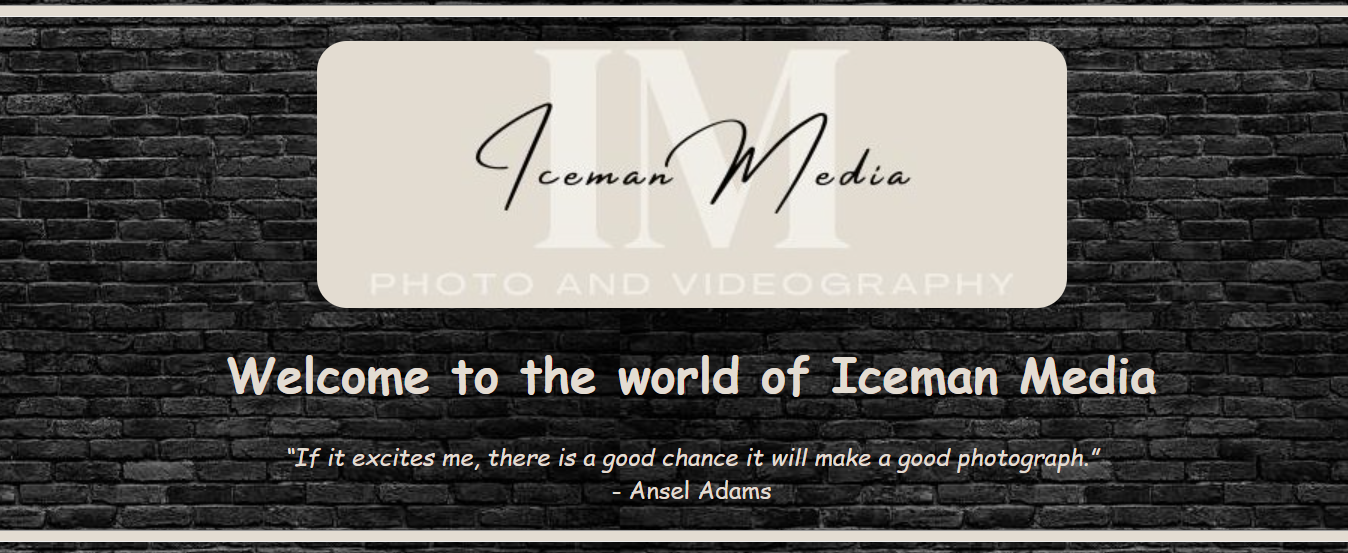 IM
Iceman Media
PHOTO AND VIDEOGRAPHY
Welcome to the world of Iceman Media
“If it excites me, there is a good chance it will make a good photograph.”
- Ansel Adams